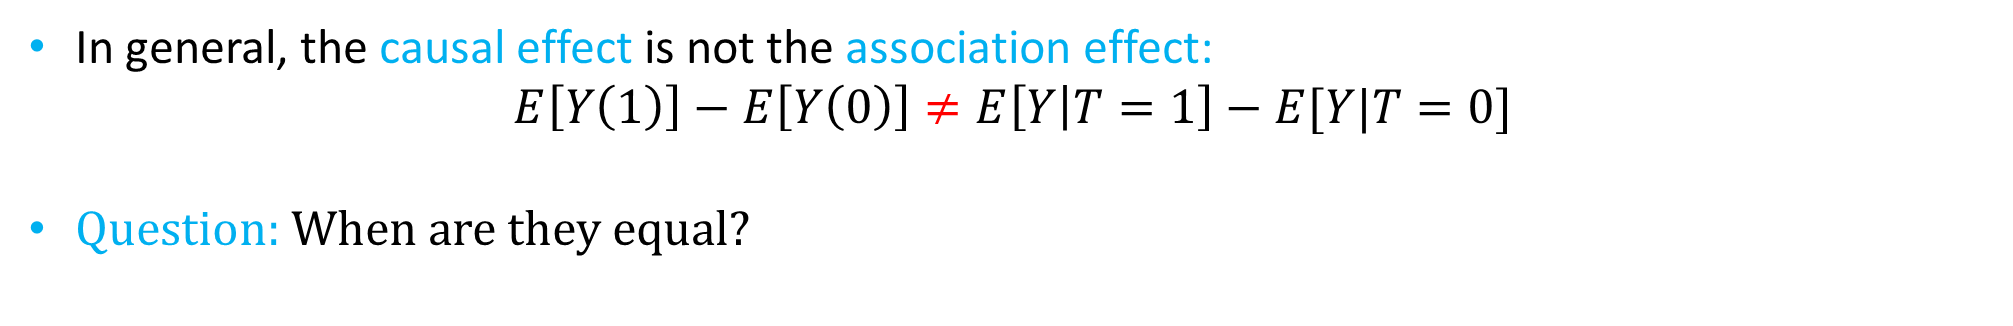 • In general, the causal effect is not the association effect:
E[Y(1)] − E[Y(0)] ≠ E[Y|T = 1] − E[Y|T = 0]
• Question: When are they equal?